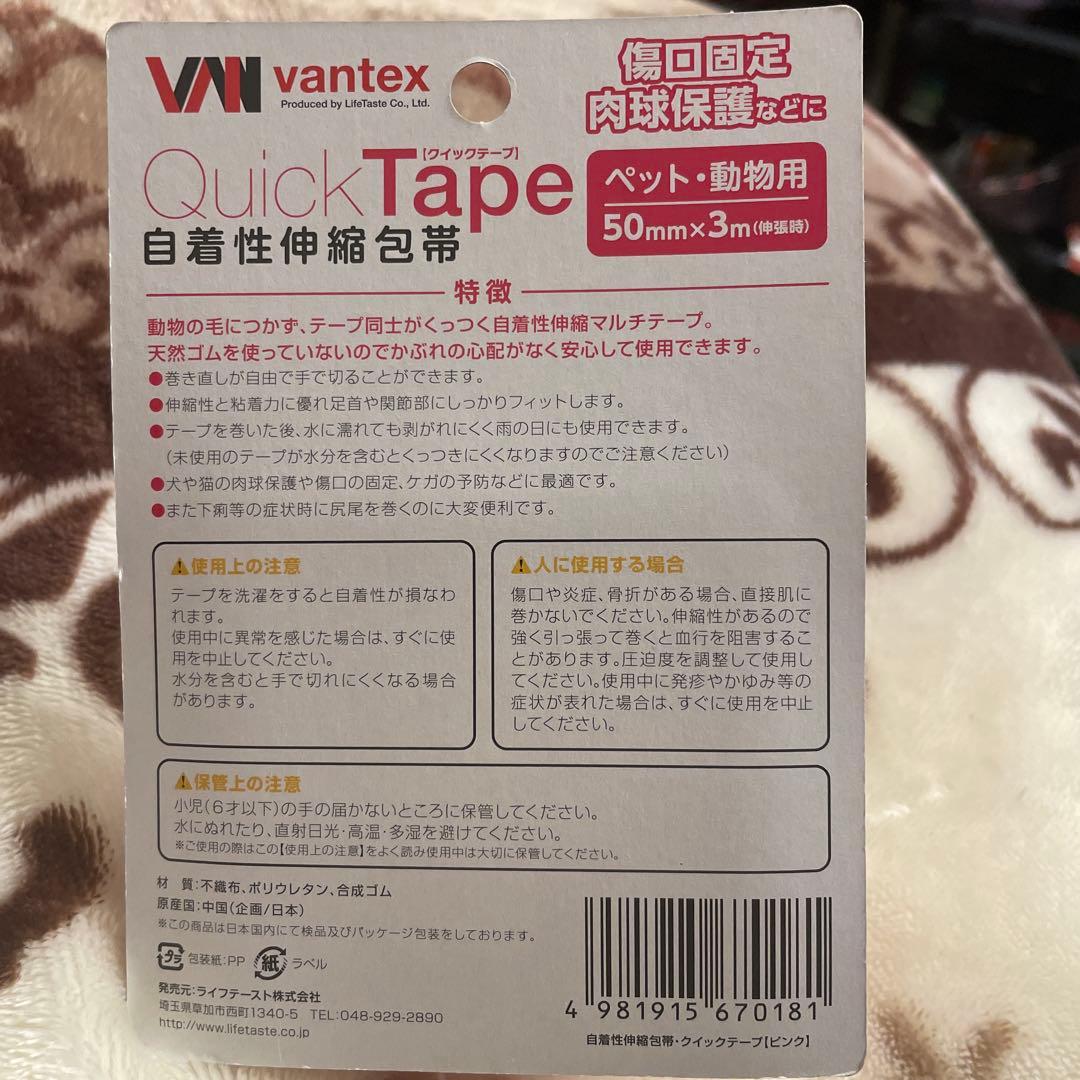 VAN vantex
Produced by LifeTaste Co., Ltd.
傷口固定
肉球保護などに
【クイックテープ】
QuickTape
自着性伸縮包帯
ペット・動物用
50mm×3m(伸張時)
特徴
動物の毛につかず、テープ同士がくっつく自着性伸縮マルチテープ。
天然ゴムを使っていないのでかぶれの心配がなく安心して使用できます。
●巻き直しが自由で手で切ることができます。
●伸縮性と粘着力に優れ足首や関節部にしっかりフィットします。
●テープを巻いた後、水に濡れても剥がれにくく雨の日にも使用できます。
(未使用のテープが水分を含むとくっつきにくくなりますのでご注意ください)
●犬や猫の肉球保護や傷口の固定、ケガの予防などに最適です。
●また下痢等の症状時に尻尾を巻くのに大変便利です。
⚠使用上の注意
テープを洗濯をすると自着性が損なわ
れます。
使用中に異常を感じた場合は、すぐに使
用を中止してください。
水分を含むと手で切れにくくなる場合
があります。
⚠人に使用する場合
傷口や炎症、骨折がある場合、直接肌に
巻かないでください。伸縮性があるので
強く引っ張って巻くと血行を阻害するこ
とがあります。圧迫度を調整して使用し
てください。使用中に発疹やかゆみ等の
症状が表れた場合は、すぐに使用を中止
してください。
⚠保管上の注意
小児(6才以下)の手の届かないところに保管してください。
水にぬれたり、直射日光・高温・多湿を避けてください。
※ご使用の際はこの【使用上の注意】をよく読み使用中は大切に保管してください。
材 質:不織布、ポリウレタン、合成ゴム
原産国:中国(企画/日本)
※この商品は日本国内にて検品及びパッケージ包装をしております。
プラ 包装紙:PP 紙 ラベル
発売元:ライフテースト株式会社
埼玉県草加市西町1340-5 TEL:048-929-2890
http://www.lifetaste.co.jp
4 981915 670181
自着性伸縮包帯・クイックテープ【ピンク】